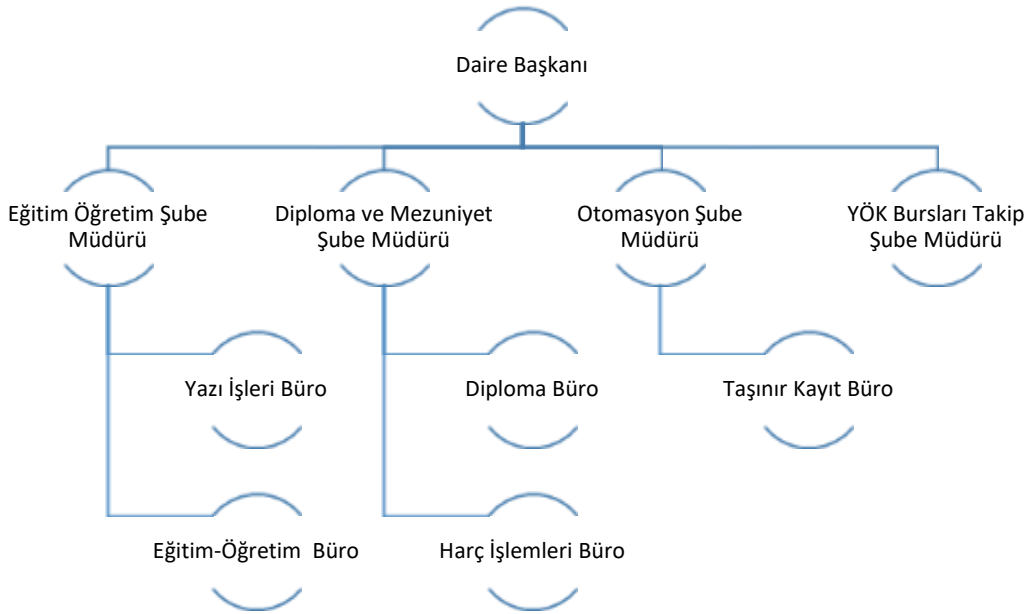 Daire Başkanı
Eğitim Öğretim Şube
Müdürü
Diploma ve Mezuniyet
Şube Müdürü
Otomasyon Şube
Müdürü
YÖK Bursları Takip
Şube Müdürü
Yazı İşleri Büro
Diploma Büro
Taşınır Kayıt Büro
Eğitim-Öğretim  Büro
Harç İşlemleri Büro